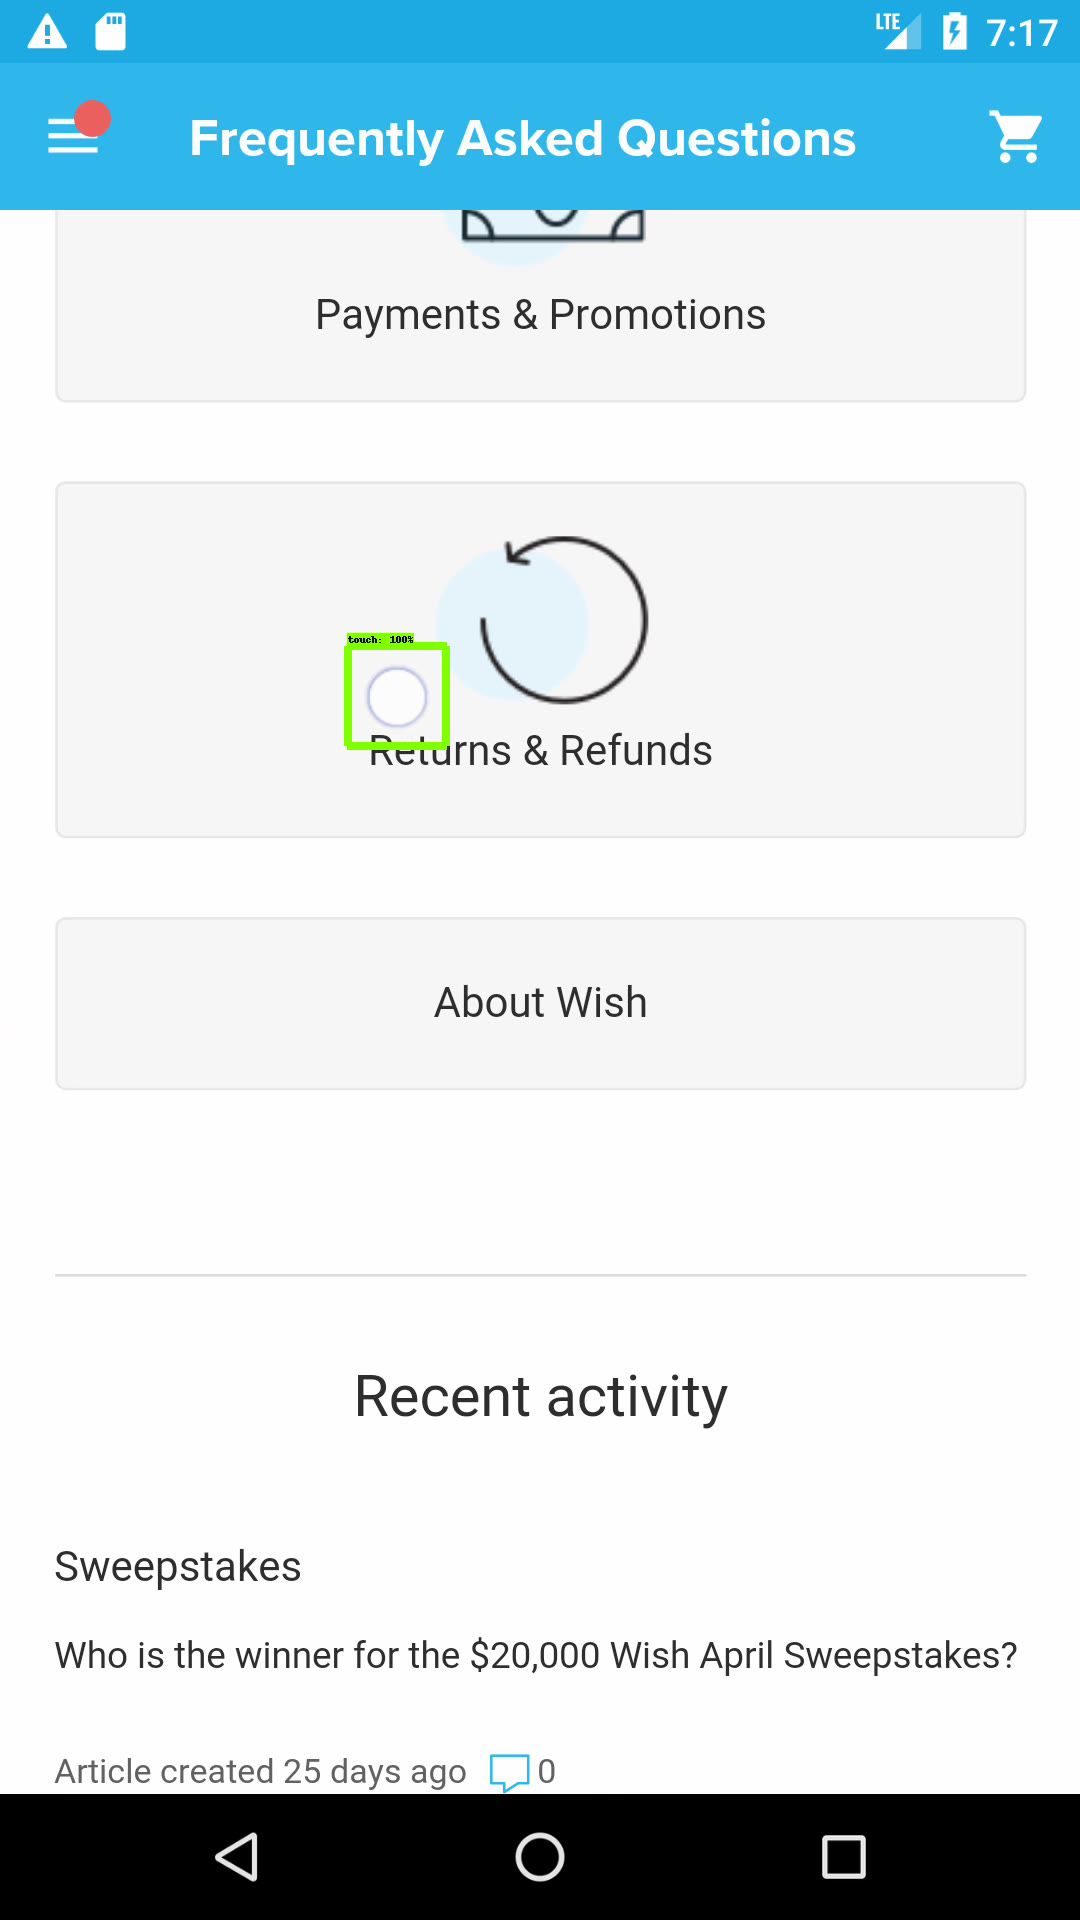 LTE 7:17
Frequently Asked Questions
Payments & Promotions
touch: 100%
Returns & Refunds
About Wish
Recent activity
Sweepstakes
Who is the winner for the $20,000 Wish April Sweepstakes?
Article created 25 days ago 0